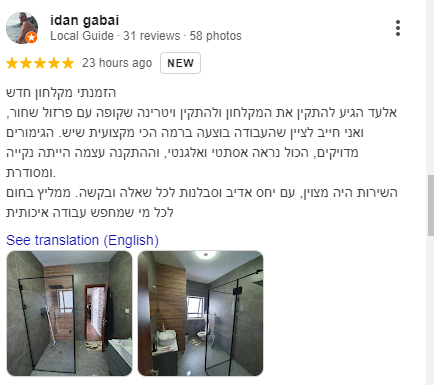 idan gabai
Local Guide · 31 reviews · 58 photos
23 hours ago NEW
הזמנתי מקלחון חדש
אלעד הגיע להתקין את המקלחון ולהתקין ויטרינה שקופה עם פרזול שחור,
ואני חייב לציין שהעבודה בוצעה ברמה הכי מקצועית שיש. הגימורים
מדויקים, הכול נראה אסתטי ואלגנטי, וההתקנה עצמה הייתה נקייה
ומסודרת.
השירות היה מצוין, עם יחס אדיב וסבלנות לכל שאלה ובקשה. ממליץ בחום
לכל מי שמחפש עבודה איכותית
See translation (English)